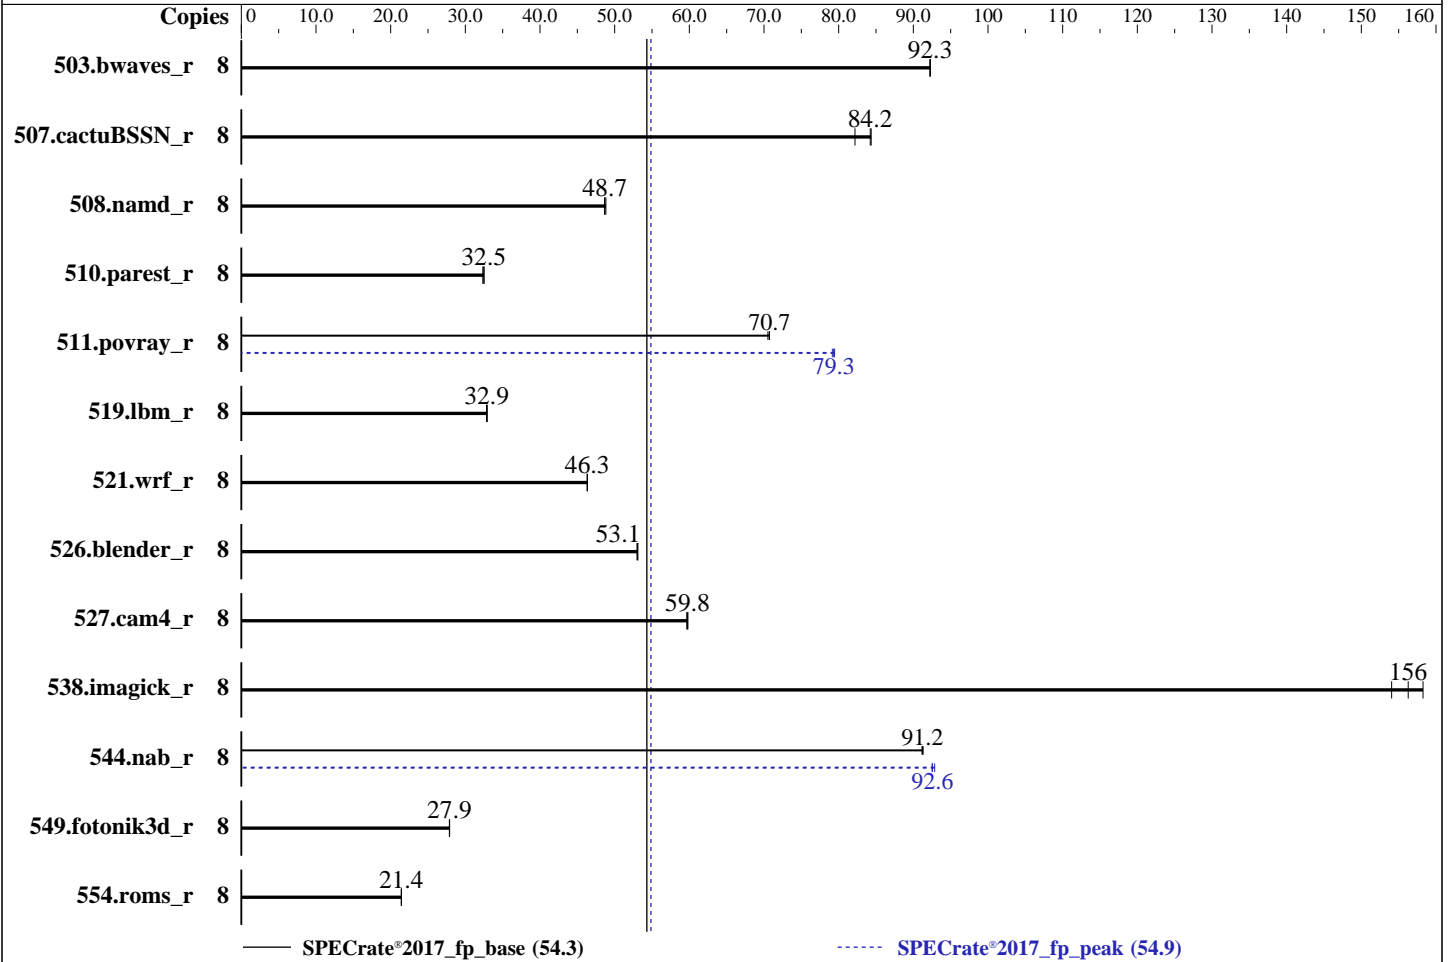 Copies 0 10.0 20.0 30.0 40.0 50.0 60.0 70.0 80.0 90.0 100 110 120 130 140 150 160
503.bwaves_r 8 92.3
507.cactuBSSN_r 8 84.2
508.namd_r 8 48.7
510.parest_r 8 32.5
511.povray_r 8 70.7
79.3
519.lbm_r 8 32.9
521.wrf_r 8 46.3
526.blender_r 8 53.1
527.cam4_r 8 59.8
538.imagick_r 8 156
544.nab_r 8 91.2
92.6
549.fotonik3d_r 8 27.9
554.roms_r 8 21.4
SPECrate®2017_fp_base (54.3) SPECrate®2017_fp_peak (54.9)